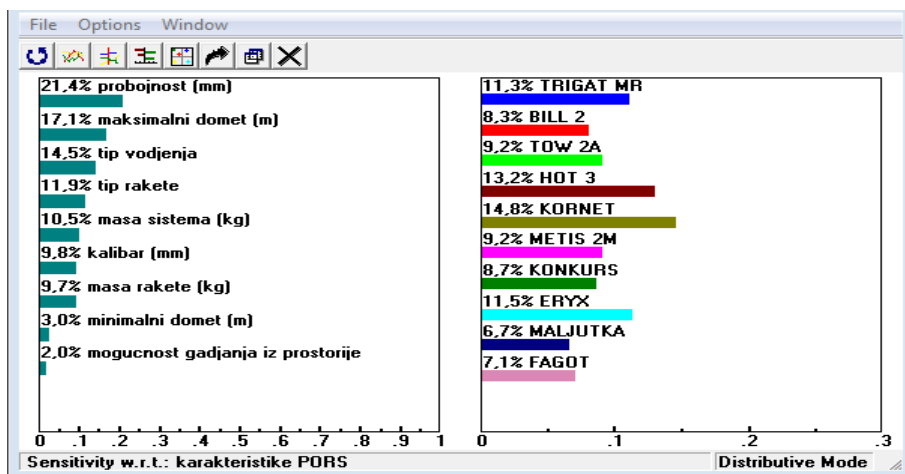 File Options Window
21,4% probojnost (mm)
17,1% maksimalni domet (m)
14,5% tip vodjenja
11,9% tip rakete
10,5% masa sistema (kg)
9,8% kalibar (mm)
9,7% masa rakete (kg)
3,0% minimalni domet (m)
2,0% mogucnost gadjanja iz prostorije
0 .1 .2 .3 .4 .5 .6 .7 .8 .9 1
11,3% TRIGAT MR
8,3% BILL 2
9,2% TOW 2A
13,2% HOT 3
14,8% KORNET
9,2% METIS 2M
8,7% KONKURS
11,5% ERYX
6,7% MALJUTKA
7,1% FAGOT
0 .1 .2 .3
Sensitivity w.r.t.: karakteristike PORS
Distributive Mode